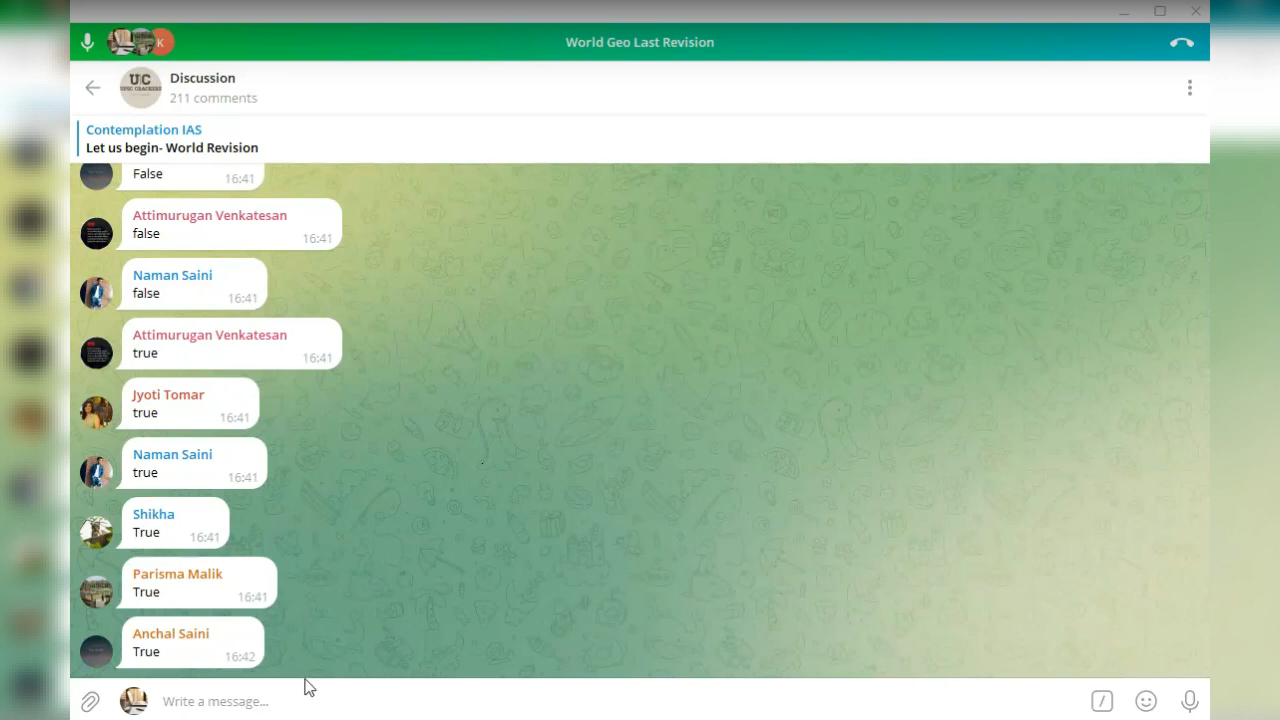 K
World Geo Last Revision
UC
UPSC CRACKERS
Discussion
211 comments
Contemplation IAS
Let us begin- World Revision
False
16:41
Attimurugan Venkatesan
false
16:41
Naman Saini
false
16:41
Attimurugan Venkatesan
true
16:41
Jyoti Tomar
true
16:41
Naman Saini
true
16:41
Shikha
True
16:41
Parisma Malik
True
16:41
Anchal Saini
True
16:42
Write a message...